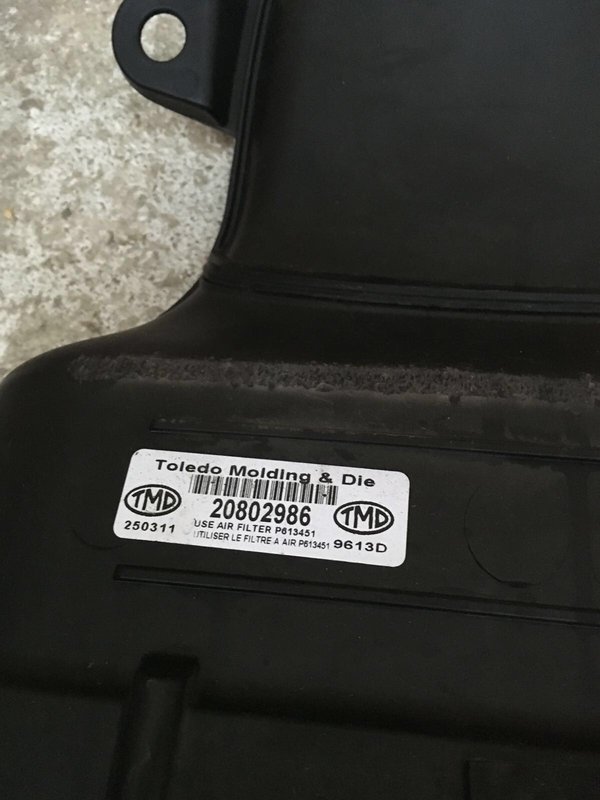 Toledo Molding & Die
TMD 20802986 TMD
USE AIR FILTER P613451
250311 UTILISER LE FILTRE A AIR P613451 9613D